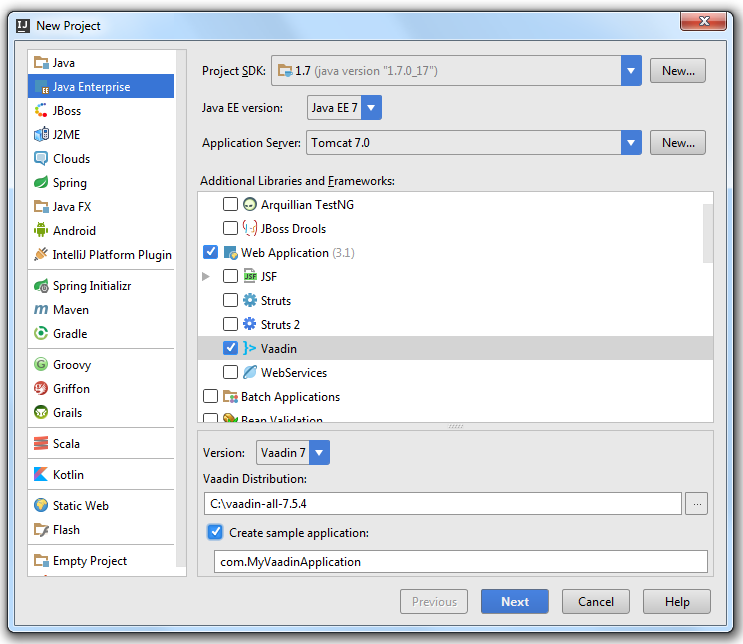 New Project
Java
Java Enterprise
JBoss
J2ME
Clouds
Spring
Java FX
Android
IntelliJ Platform Plugin
Spring Initializr
Maven
Gradle
Groovy
Griffon
Grails
Scala
Kotlin
Static Web
Flash
Empty Project
Project SDK: 1.7 (java version "1.7.0_17") New...
Java EE version: Java EE 7
Application Server: Tomcat 7.0 New...
Additional Libraries and Frameworks:
Arquillian TestNG
JBoss Drools
Web Application (3.1)
JSF JSF
Struts
Struts 2
Vaadin
WebServices
Batch Applications
Bean Validation
Version: Vaadin 7
Vaadin Distribution:
C:\vaadin-all-7.5.4 ...
Create sample application:
com.MyVaadinApplication
Previous Next Cancel Help